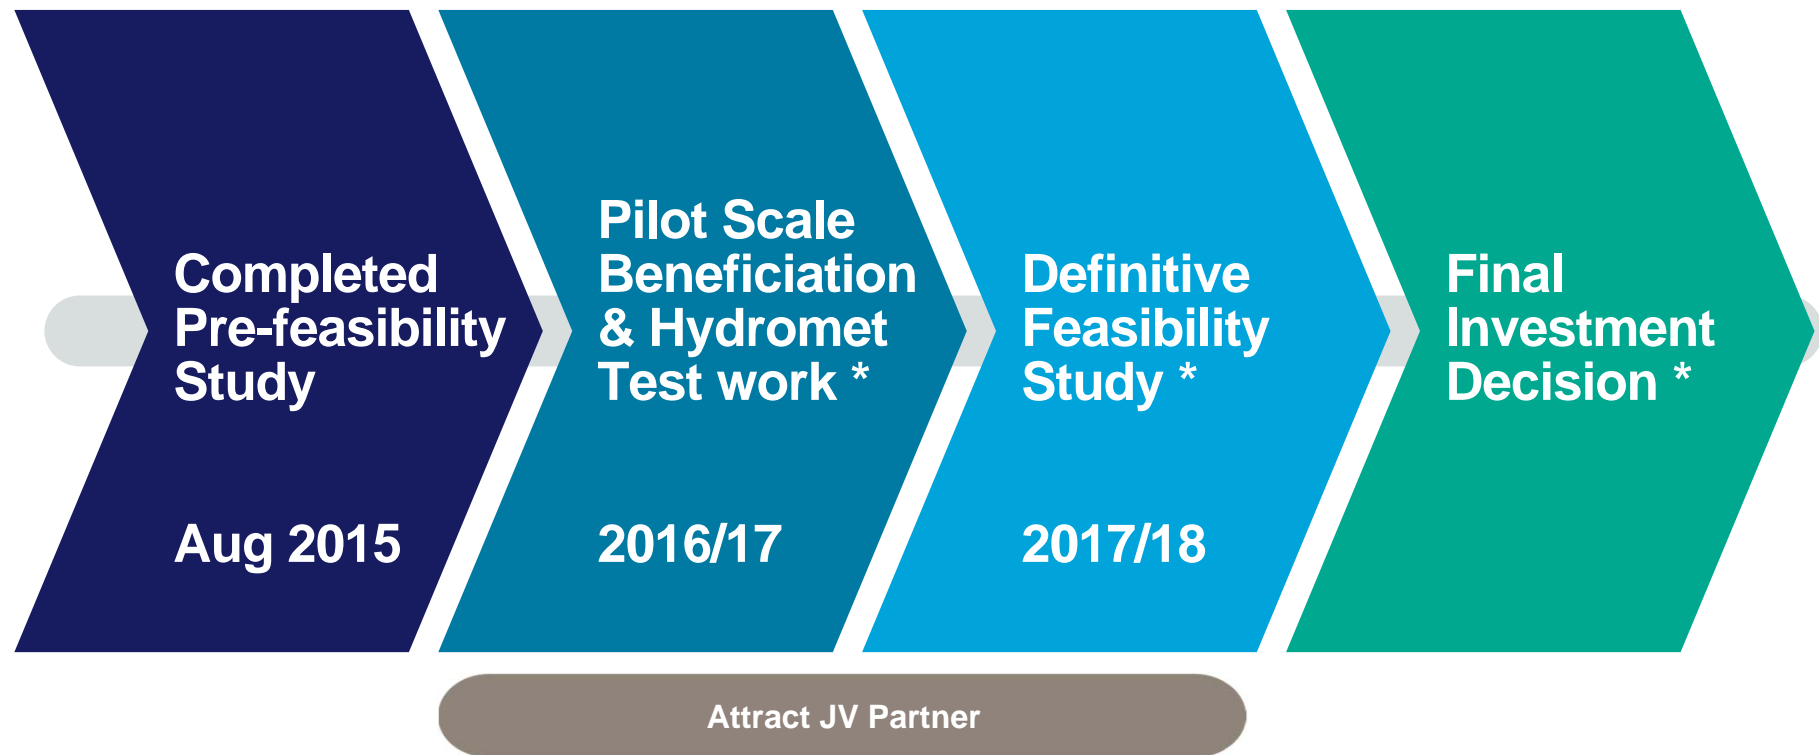 Completed
Pre-feasibility
Study
Aug 2015
Pilot Scale
Beneficiation
& Hydromet
Test work *
2016/17
Definitive
Feasibility
Study *
2017/18
Final
Investment
Decision *
Attract JV Partner